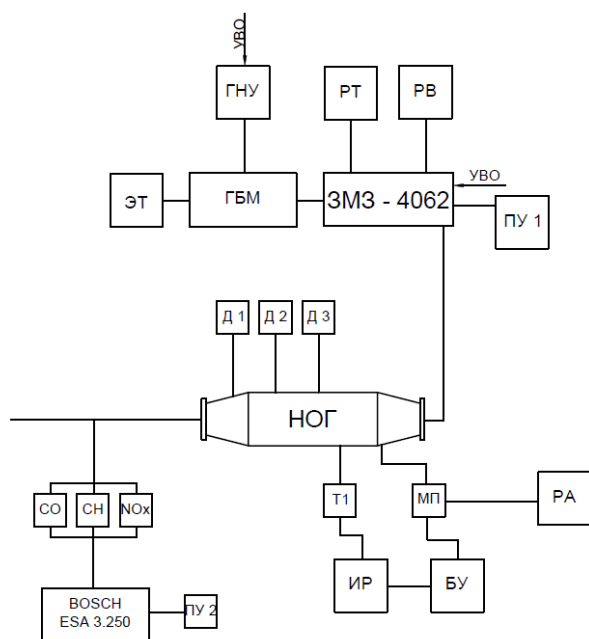 УВО
ГНУ
РТ
РВ
ЭТ
ГБМ
ЗМЗ - 4062
УВО
ПУ 1
Д 1
Д 2
Д 3
НОГ
СО
СН
NOx
Т1
МП
РА
ИР
БУ
BOSCH
ESA 3.250
ПУ 2